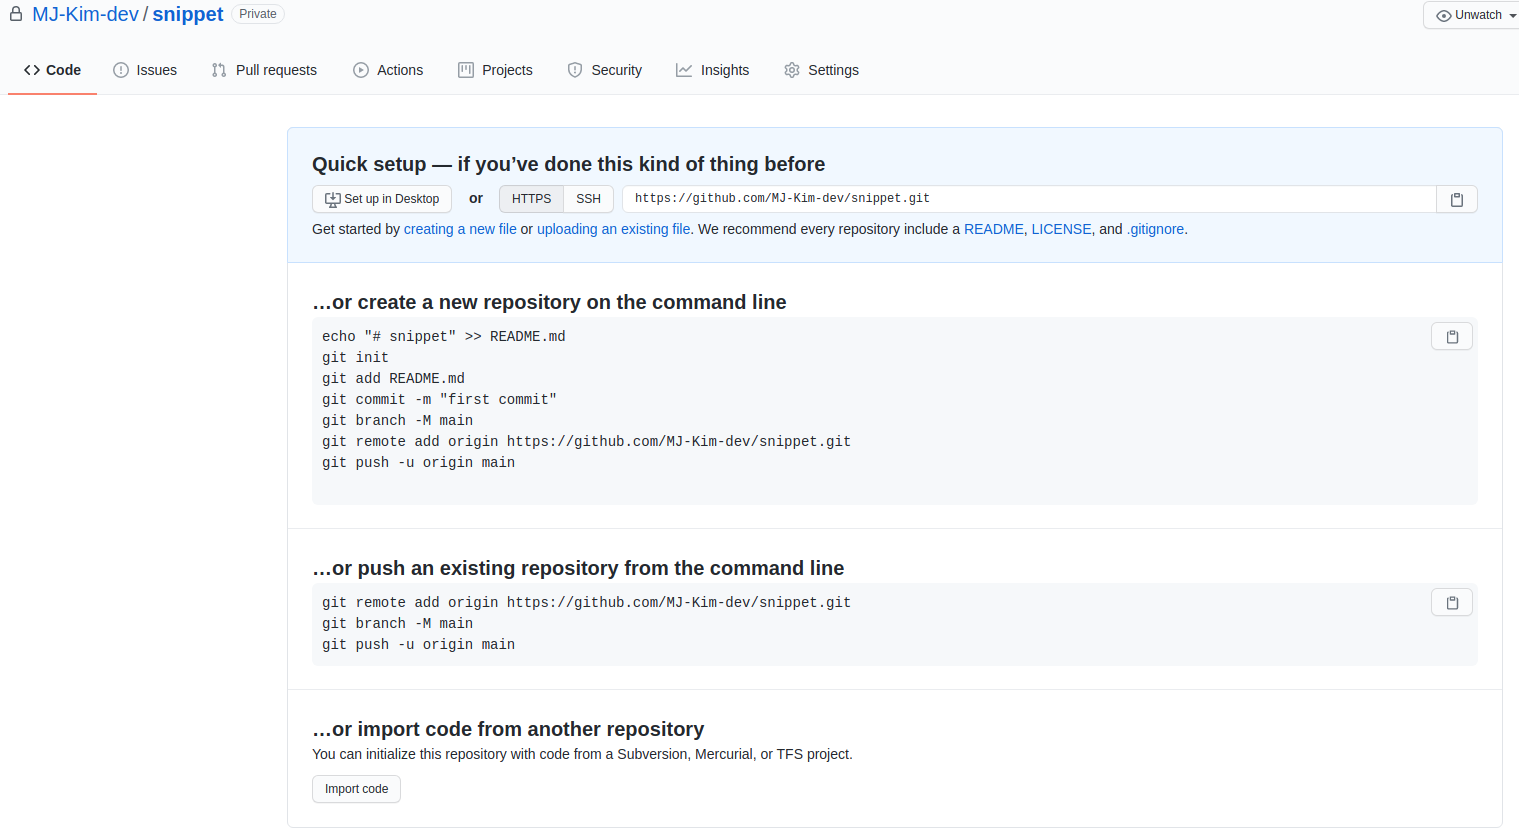 MJ-Kim-dev / snippet Private
Unwatch
Code Issues Pull requests Actions Projects Security Insights Settings
Quick setup — if you’ve done this kind of thing before
Set up in Desktop or HTTPS SSH https://github.com/MJ-Kim-dev/snippet.git
Get started by creating a new file or uploading an existing file. We recommend every repository include a README, LICENSE, and .gitignore.
…or create a new repository on the command line
echo "# snippet" >> README.md
git init
git add README.md
git commit -m "first commit"
git branch -M main
git remote add origin https://github.com/MJ-Kim-dev/snippet.git
git push -u origin main
…or push an existing repository from the command line
git remote add origin https://github.com/MJ-Kim-dev/snippet.git
git branch -M main
git push -u origin main
…or import code from another repository
You can initialize this repository with code from a Subversion, Mercurial, or TFS project.
Import code